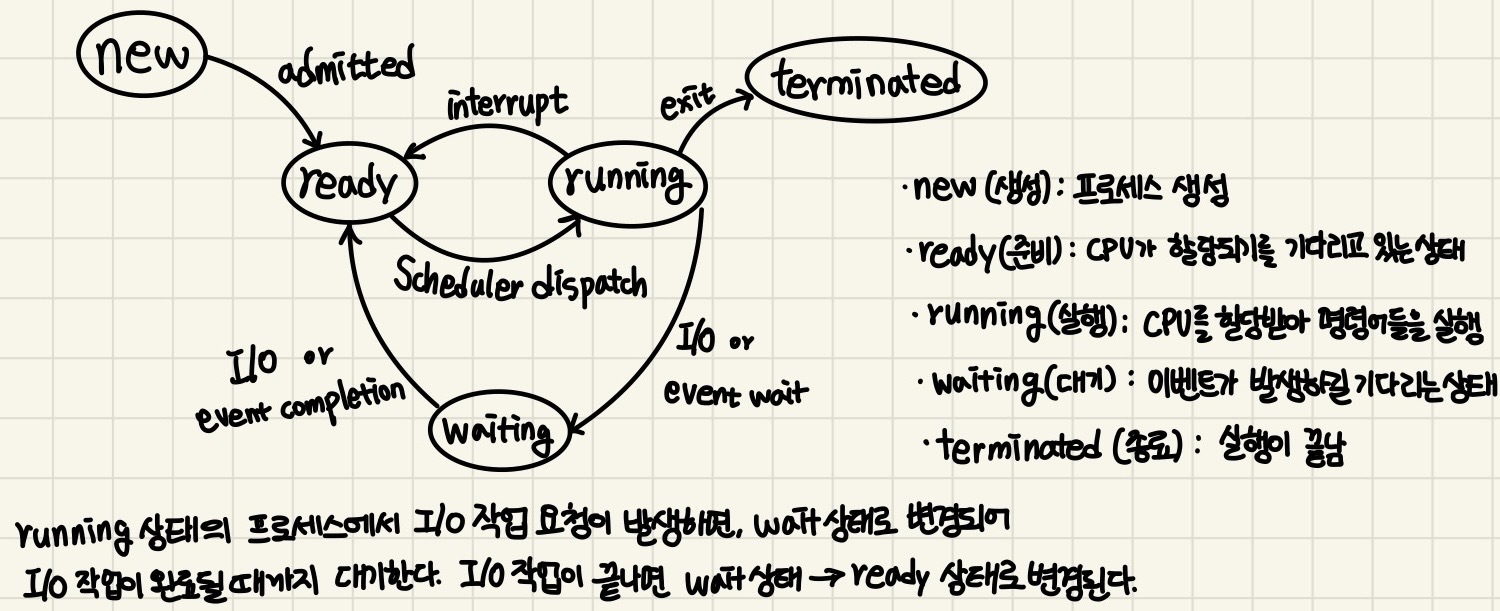 new
admitted
interrupt
exit
terminated
ready
running
Scheduler dispatch
I/O or
event completion
I/O or
event wait
waiting
· new (생성) : 프로세스 생성
· ready (준비) : CPU가 할당되기를 기다리고 있는 상태
· running (실행) : CPU를 할당받아 명령어들을 실행
· waiting (대기) : 이벤트가 발생하길 기다리는 상태
· terminated (종료) : 실행이 끝남
running 상태의 프로세스에서 I/O 작업 요청이 발생하면, wait 상태로 변경되어
I/O 작업이 완료될 때까지 대기한다. I/O 작업이 끝나면 wait 상태 → ready 상태로 변경된다.